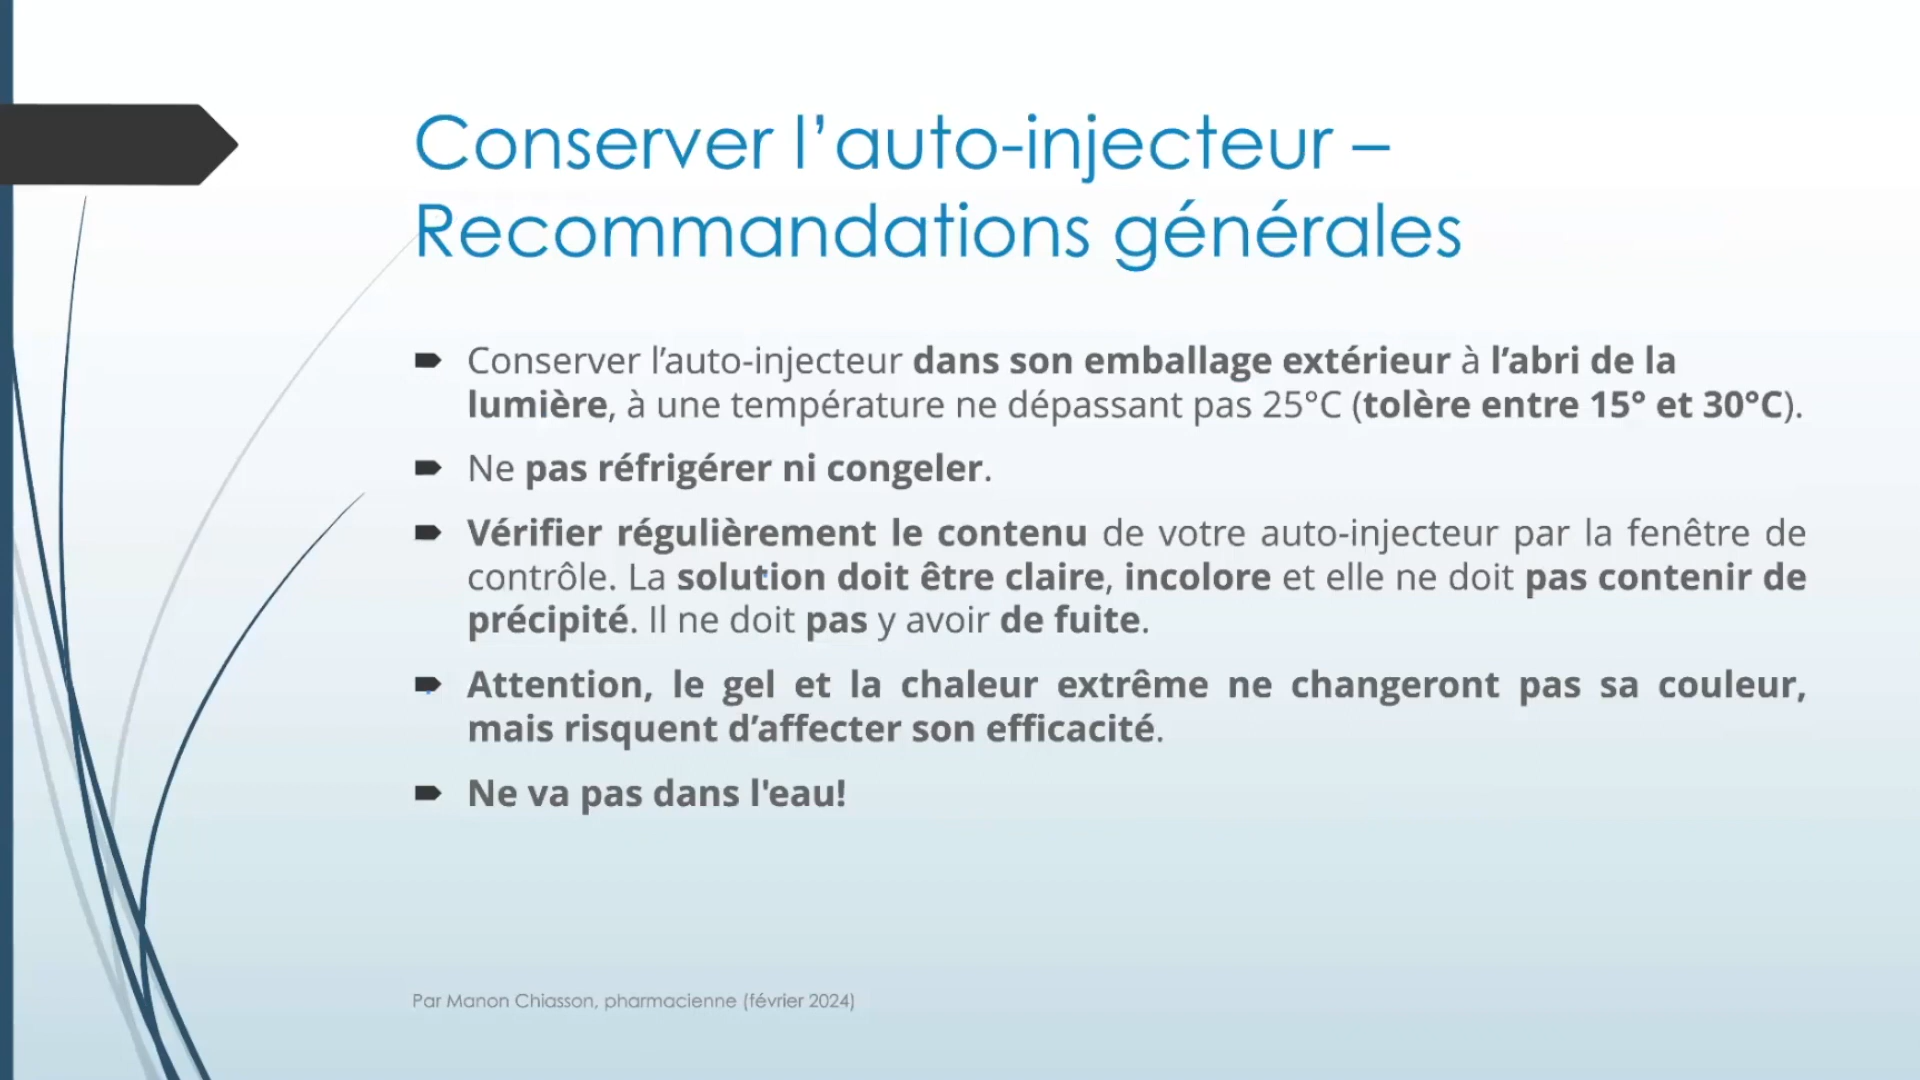 Conserver l’auto-injecteur –
Recommandations générales
Conserver l’auto-injecteur dans son emballage extérieur à l’abri de la
lumière, à une température ne dépassant pas 25°C (tolère entre 15° et 30°C).
Ne pas réfrigérer ni congeler.
Vérifier régulièrement le contenu de votre auto-injecteur par la fenêtre de
contrôle. La solution doit être claire, incolore et elle ne doit pas contenir de
précipité. Il ne doit pas y avoir de fuite.
Attention, le gel et la chaleur extrême ne changeront pas sa couleur,
mais risquent d’affecter son efficacité.
Ne va pas dans l'eau!
Par Manon Chiasson, pharmacienne (février 2024)